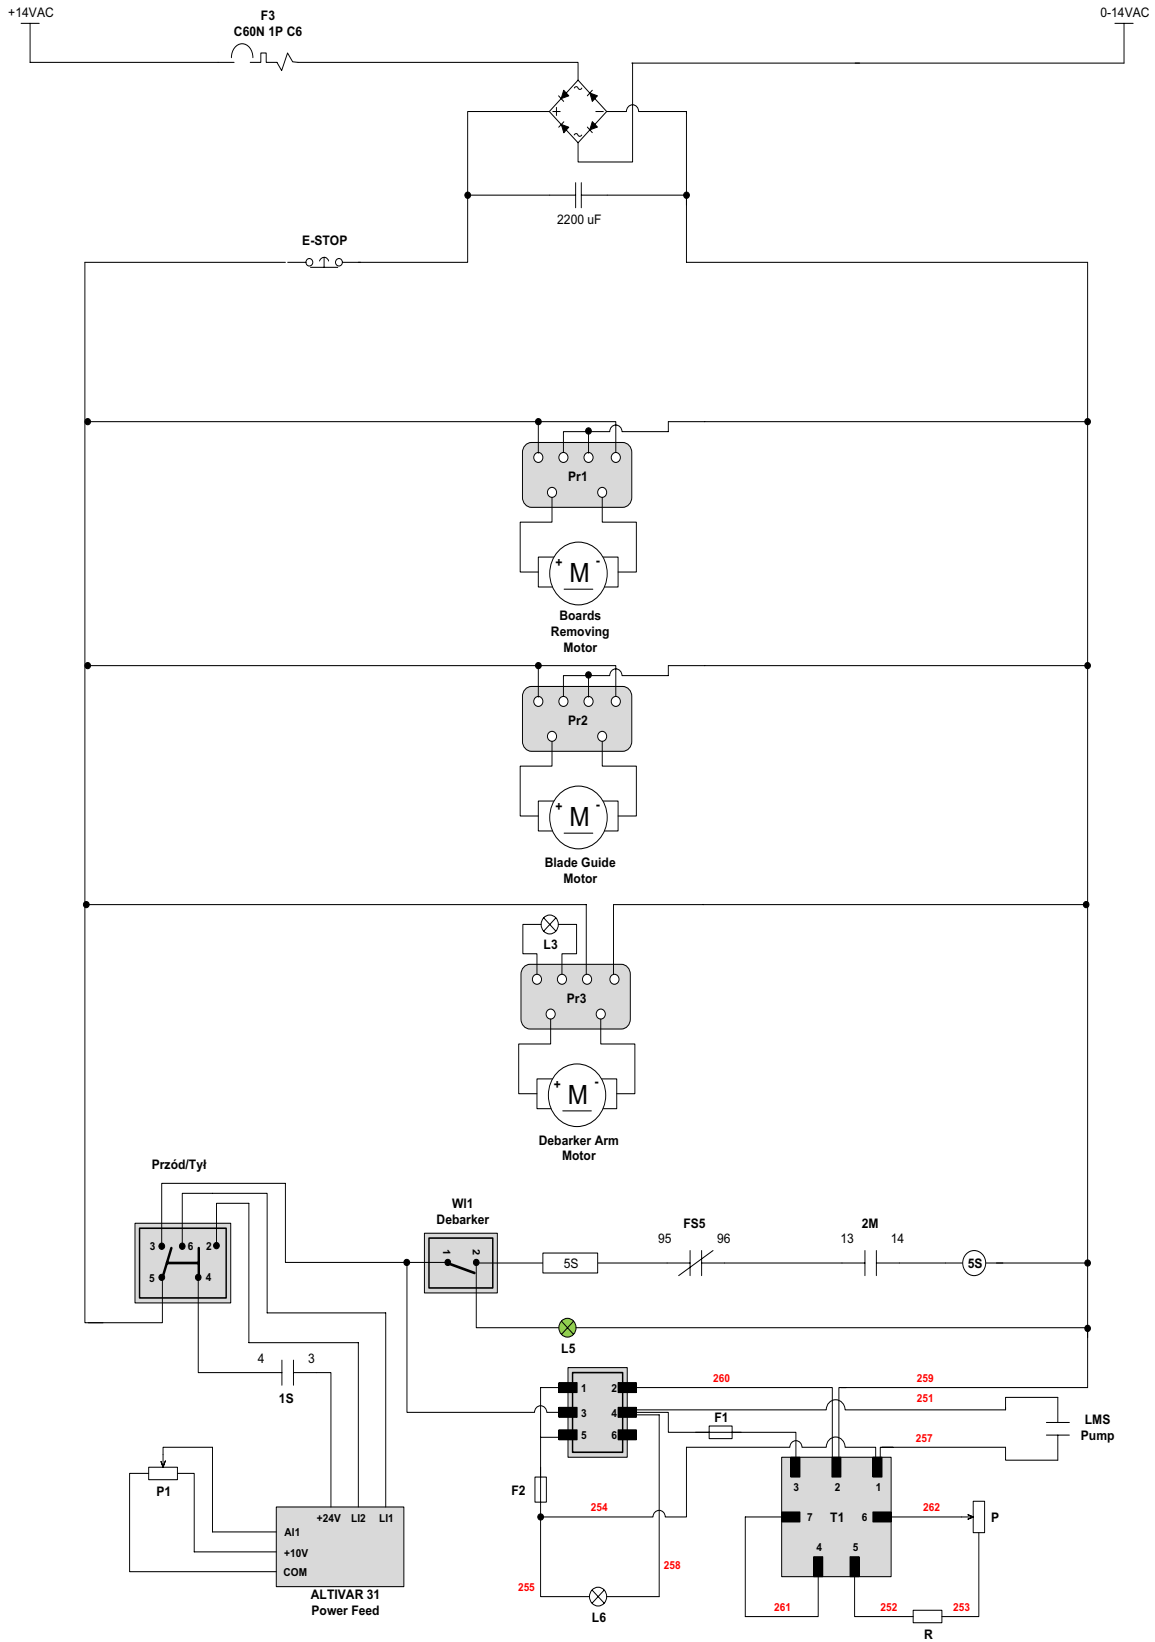 +14VAC
F3
C60N 1P C6
0-14VAC
~
+
−
~
2200 uF
E-STOP
Pr1
+ M -
Boards
Removing
Motor
Pr2
+ M -
Blade Guide
Motor
L3
Pr3
+ M -
Debarker Arm
Motor
Przód/Tył
3 6 2
5 4
WI1
Debarker
1 2
5S
FS5
95 96
2M
13 14
5S
L5
4 3
1S
1 2
3 4
5 6
260
259
251
F1
LMS
Pump
257
P1
F2
254
3 2 1
7 T1 6
4 5
262
P
+24V LI2 LI1
AI1
+10V
COM
ALTIVAR 31
Power Feed
255
258
L6
261
252
253
R